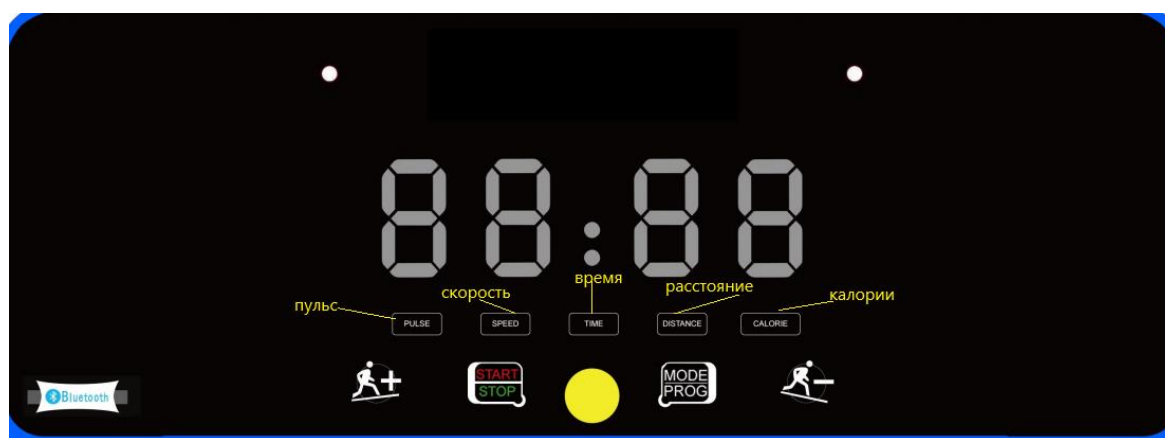 88:88
время
скорость
расстояние
калории
пульс
PULSE
SPEED
TIME
DISTANCE
CALORIE
START
STOP
MODE
PROG
Bluetooth